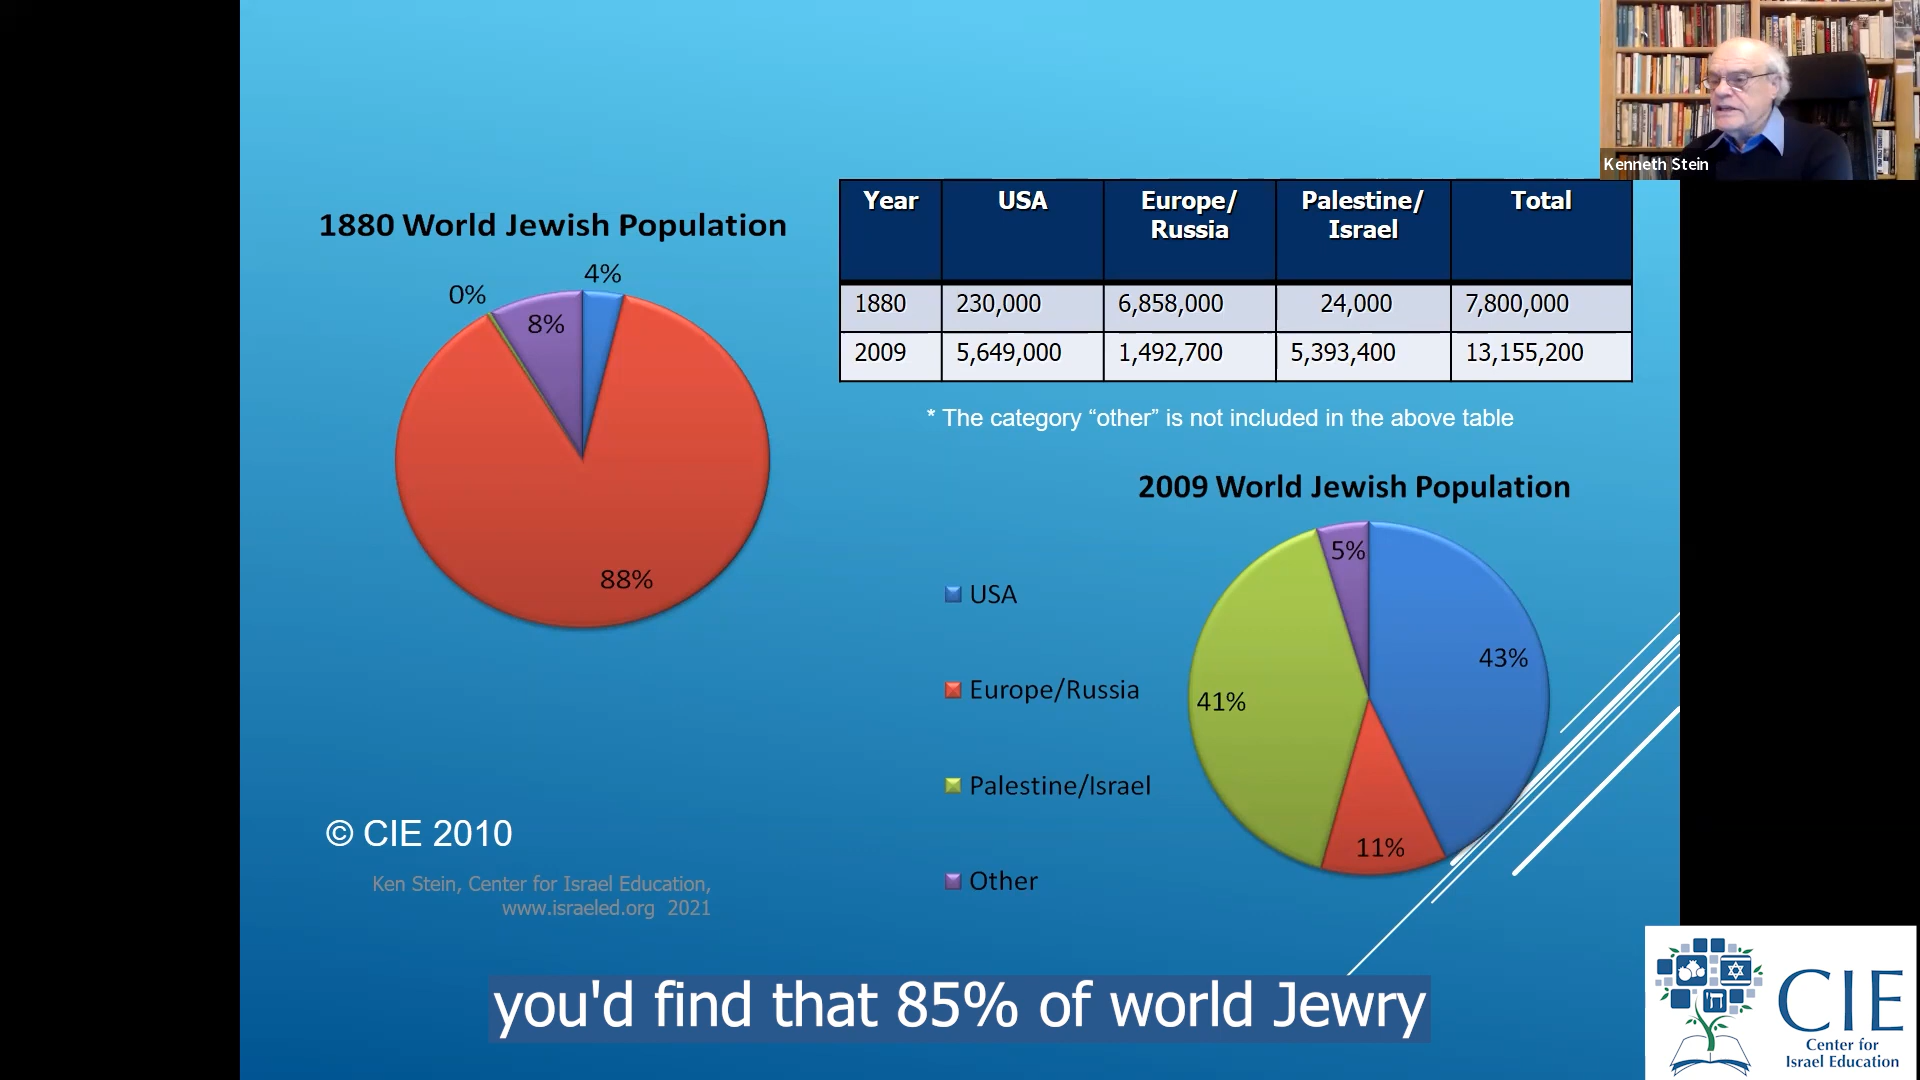 Kenneth Stein
1880 World Jewish Population
4%
0%
8%
88%
Year USA Europe/ Palestine/ Total
Russia Israel
1880 230,000 6,858,000 24,000 7,800,000
2009 5,649,000 1,492,700 5,393,400 13,155,200
* The category “other” is not included in the above table
2009 World Jewish Population
5%
43%
41%
11%
USA
Europe/Russia
Palestine/Israel
Other
© CIE 2010
Ken Stein, Center for Israel Education,
www.israeled.org 2021
you'd find that 85% of world Jewry
CIE
Center for
Israel Education